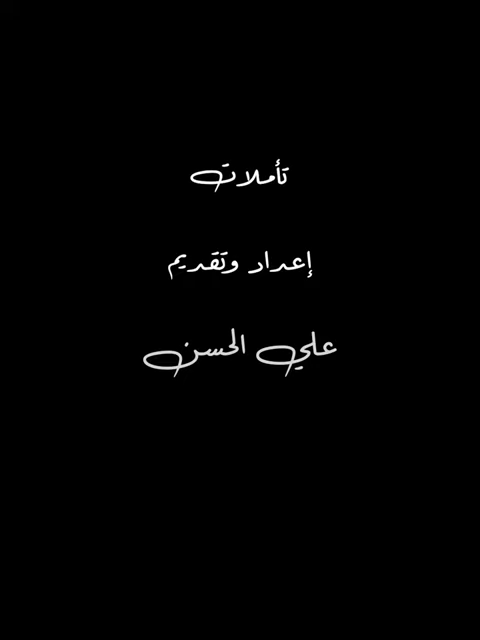 تأملات
إعداد وتقديم
علي الحسن